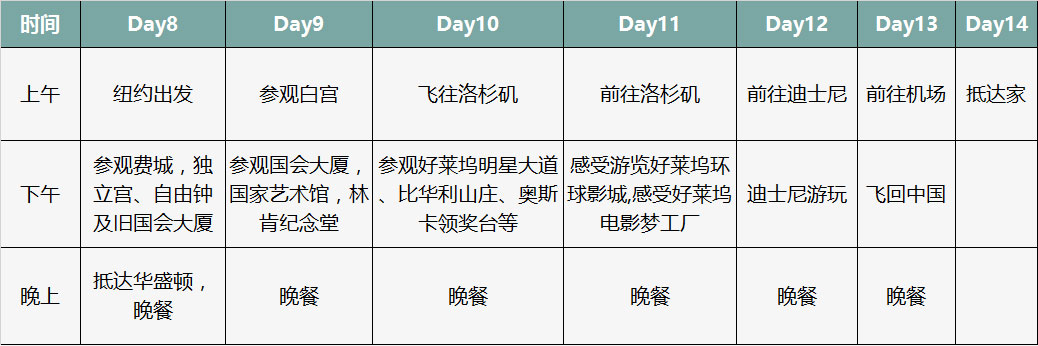 时间 Day8 Day9 Day10 Day11 Day12 Day13 Day14
上午 纽约出发 参观白宫 飞往洛杉矶 前往洛杉矶 前往迪士尼 前往机场 抵达家
下午
参观费城，独
立宫、自由钟
及旧国会大厦
参观国会大厦，
国家艺术馆，林
肯纪念堂
参观好莱坞明星大道
、比华利山庄、奥斯
卡领奖台等
感受游览好莱坞环
球影城,感受好莱坞
电影梦工厂
迪士尼游玩
飞回中国
晚上
抵达华盛顿，
晚餐
晚餐
晚餐
晚餐
晚餐
晚餐